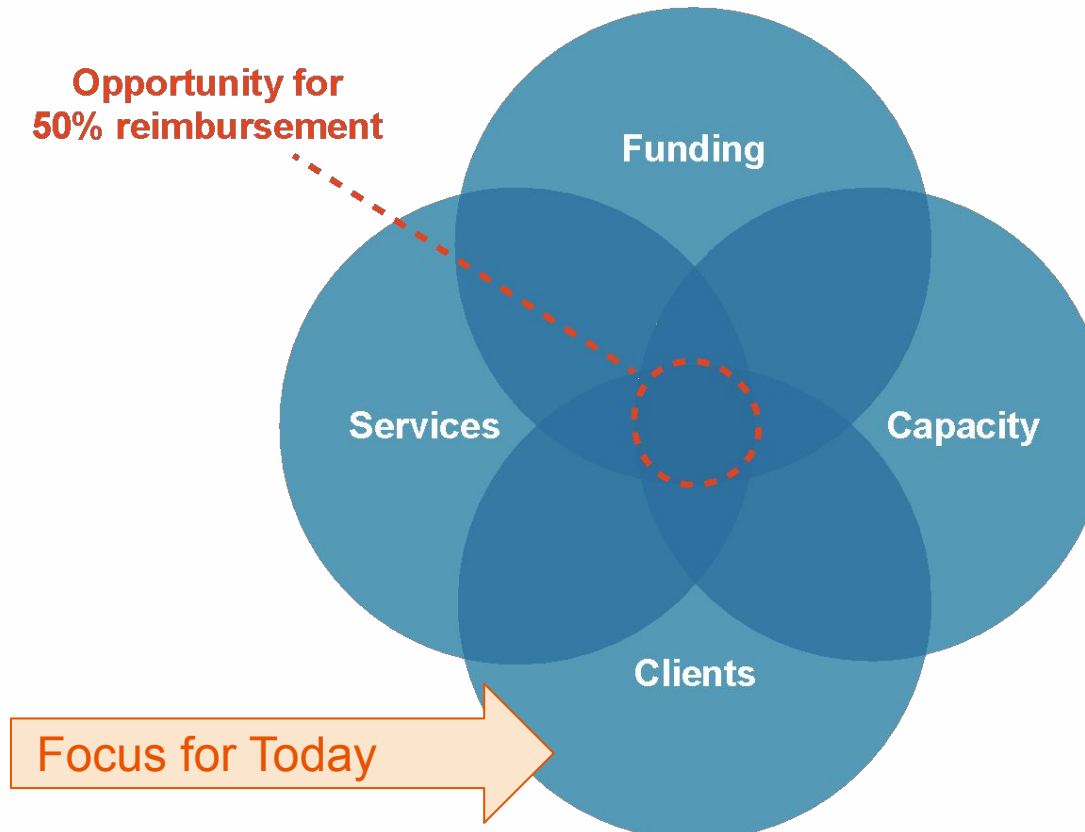 Opportunity for
50% reimbursement
Funding
Services
Capacity
Clients
Focus for Today